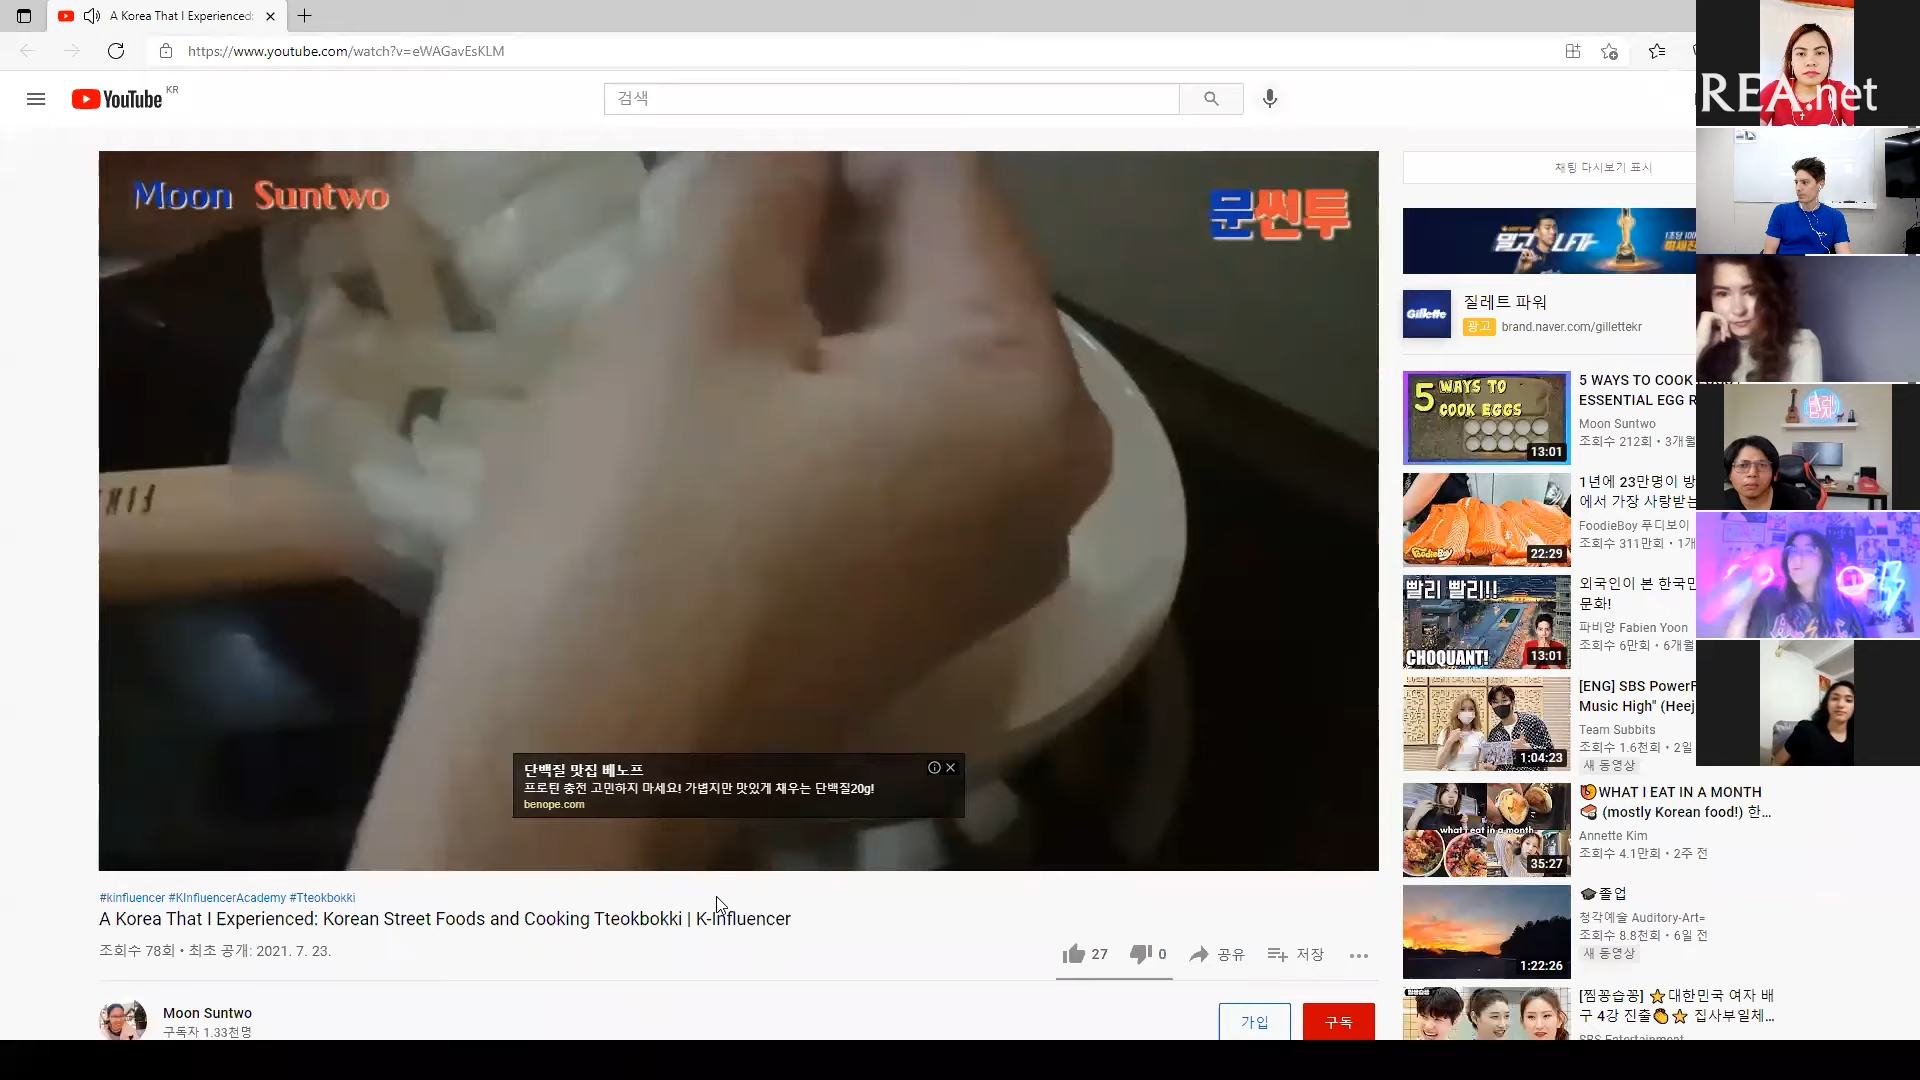 A Korea That I Experienced:
https://www.youtube.com/watch?v=eWAGavEsKLM
YouTube KR
검색
REA.net
Moon Suntwo
문썬투
단백질 맛집 베노프
프로틴 충전 고민하지 마세요! 가볍지만 맛있게 채우는 단백질20g!
benope.com
#kinfluencer #KInfluencerAcademy #Tteokbokki
A Korea That I Experienced: Korean Street Foods and Cooking Tteokbokki | K-Influencer
조회수 78회 • 최초 공개: 2021. 7. 23.
27
0
공유
저장
Moon Suntwo
구독자 1.33천명
가입
구독
채팅 다시보기 표시
밀고 나가
Gillette
질레트 파워
광고 brand.naver.com/gillettekr
5 WAYS TO
COOK EGGS
13:01
5 WAYS TO COOK
ESSENTIAL EGG R
Moon Suntwo
조회수 212회 • 3개월
FoodieBoy
22:29
1년에 23만명이 방
에서 가장 사랑받는
FoodieBoy 푸디보이
조회수 311만회 • 1개
빨리 빨리!!
CHOQUANT!
13:01
외국인이 본 한국민
문화!
파비앙 Fabien Yoon
조회수 6만회 • 6개월
1:04:23
[ENG] SBS PowerF
Music High" (Heej
Team Subbits
조회수 1.6천회 • 2일
새 동영상
what i eat in a month
35:27
WHAT I EAT IN A MONTH
(mostly Korean food!) 한...
Annette Kim
조회수 4.1만회 • 2주 전
1:22:26
졸업
청각예술 Auditory-Art=
조회수 8.8천회 • 6일 전
새 동영상
[찜꽁습꽁] ⭐대한민국 여자 배
구 4강 진출👏⭐ 집사부일체...
SBS Entertainment